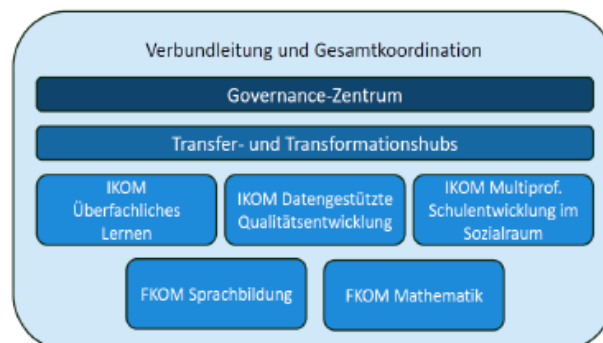 Verbundleitung und Gesamtkoordination
Governance-Zentrum
Transfer- und Transformationshubs
IKOM
Überfachliches
Lernen
IKOM Datengestützte
Qualitätsentwicklung
IKOM Multiprof.
Schulentwicklung im
Sozialraum
FKOM Sprachbildung
FKOM Mathematik